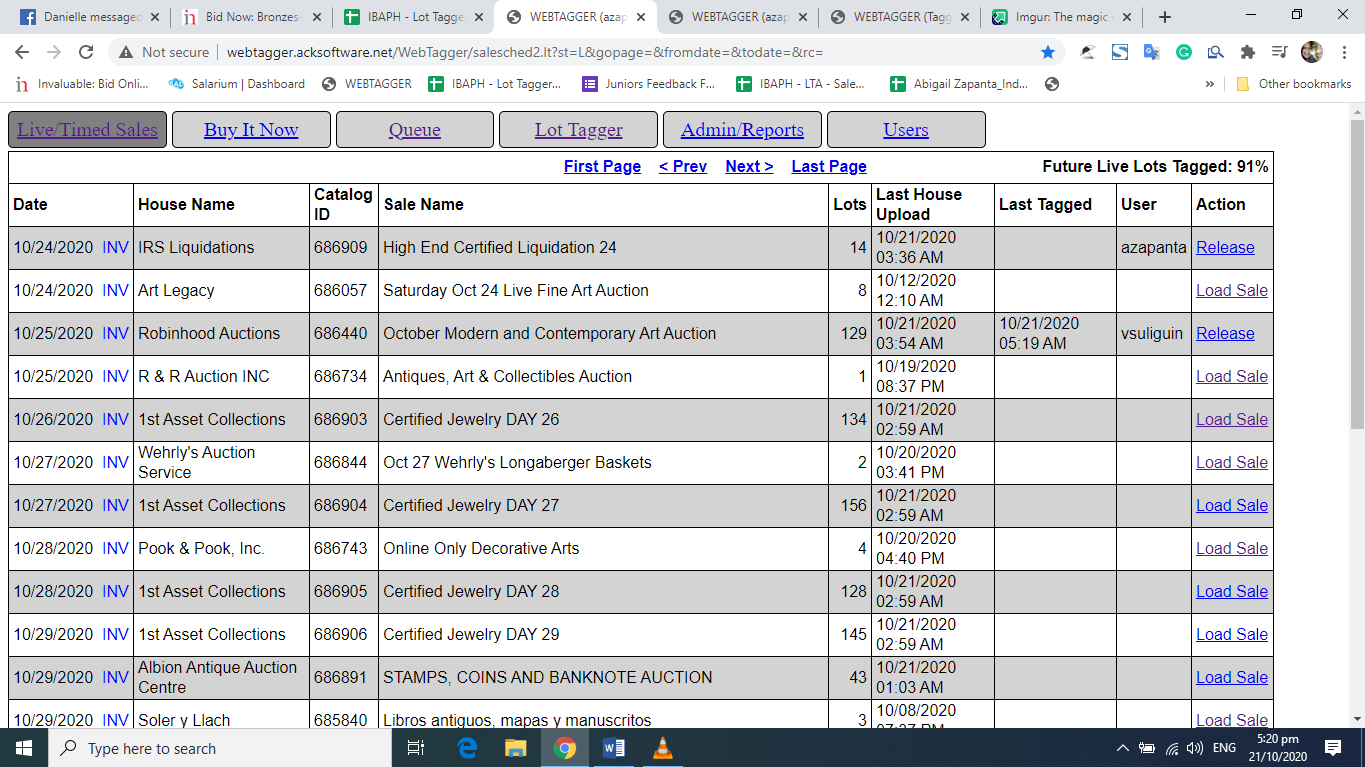 Danielle messaged
Bid Now: Bronzes-
IBAPH - Lot Tagge
WEBTAGGER (azap
WEBTAGGER (azap
WEBTAGGER (Tagg
Imgur: The magic
Not secure | webtagger.acksoftware.net/WebTagger/salesched2.lt?st=L&gopage=&fromdate=&todate=&rc=
Invaluable: Bid Onli... Salarium | Dashboard WEBTAGGER IBAPH - Lot Tagger... Juniors Feedback F... IBAPH - LTA - Sale... Abigail Zapanta_Ind... » Other bookmarks
Live/Timed Sales Buy It Now Queue Lot Tagger Admin/Reports Users
First Page < Prev Next > Last Page Future Live Lots Tagged: 91%
Date House Name Catalog ID Sale Name Lots Last House Upload Last Tagged User Action
10/24/2020 INV IRS Liquidations 686909 High End Certified Liquidation 24 14 10/21/2020 03:36 AM azapanta Release
10/24/2020 INV Art Legacy 686057 Saturday Oct 24 Live Fine Art Auction 8 10/12/2020 12:10 AM Load Sale
10/25/2020 INV Robinhood Auctions 686440 October Modern and Contemporary Art Auction 129 10/21/2020 03:54 AM 10/21/2020 05:19 AM vsuliguin Release
10/25/2020 INV R & R Auction INC 686734 Antiques, Art & Collectibles Auction 1 10/19/2020 08:37 PM Load Sale
10/26/2020 INV 1st Asset Collections 686903 Certified Jewelry DAY 26 134 10/21/2020 02:59 AM Load Sale
10/27/2020 INV Wehrly's Auction Service 686844 Oct 27 Wehrly's Longaberger Baskets 2 10/20/2020 03:41 PM Load Sale
10/27/2020 INV 1st Asset Collections 686904 Certified Jewelry DAY 27 156 10/21/2020 02:59 AM Load Sale
10/28/2020 INV Pook & Pook, Inc. 686743 Online Only Decorative Arts 4 10/20/2020 04:40 PM Load Sale
10/28/2020 INV 1st Asset Collections 686905 Certified Jewelry DAY 28 128 10/21/2020 02:59 AM Load Sale
10/29/2020 INV 1st Asset Collections 686906 Certified Jewelry DAY 29 145 10/21/2020 02:59 AM Load Sale
10/29/2020 INV Albion Antique Auction Centre 686891 STAMPS, COINS AND BANKNOTE AUCTION 43 10/21/2020 01:03 AM Load Sale
10/29/2020 INV Soler y Llach 685840 Libros antiguos, mapas y manuscritos 3 10/08/2020 Load Sale
Type here to search
ENG
5:20 pm
21/10/2020